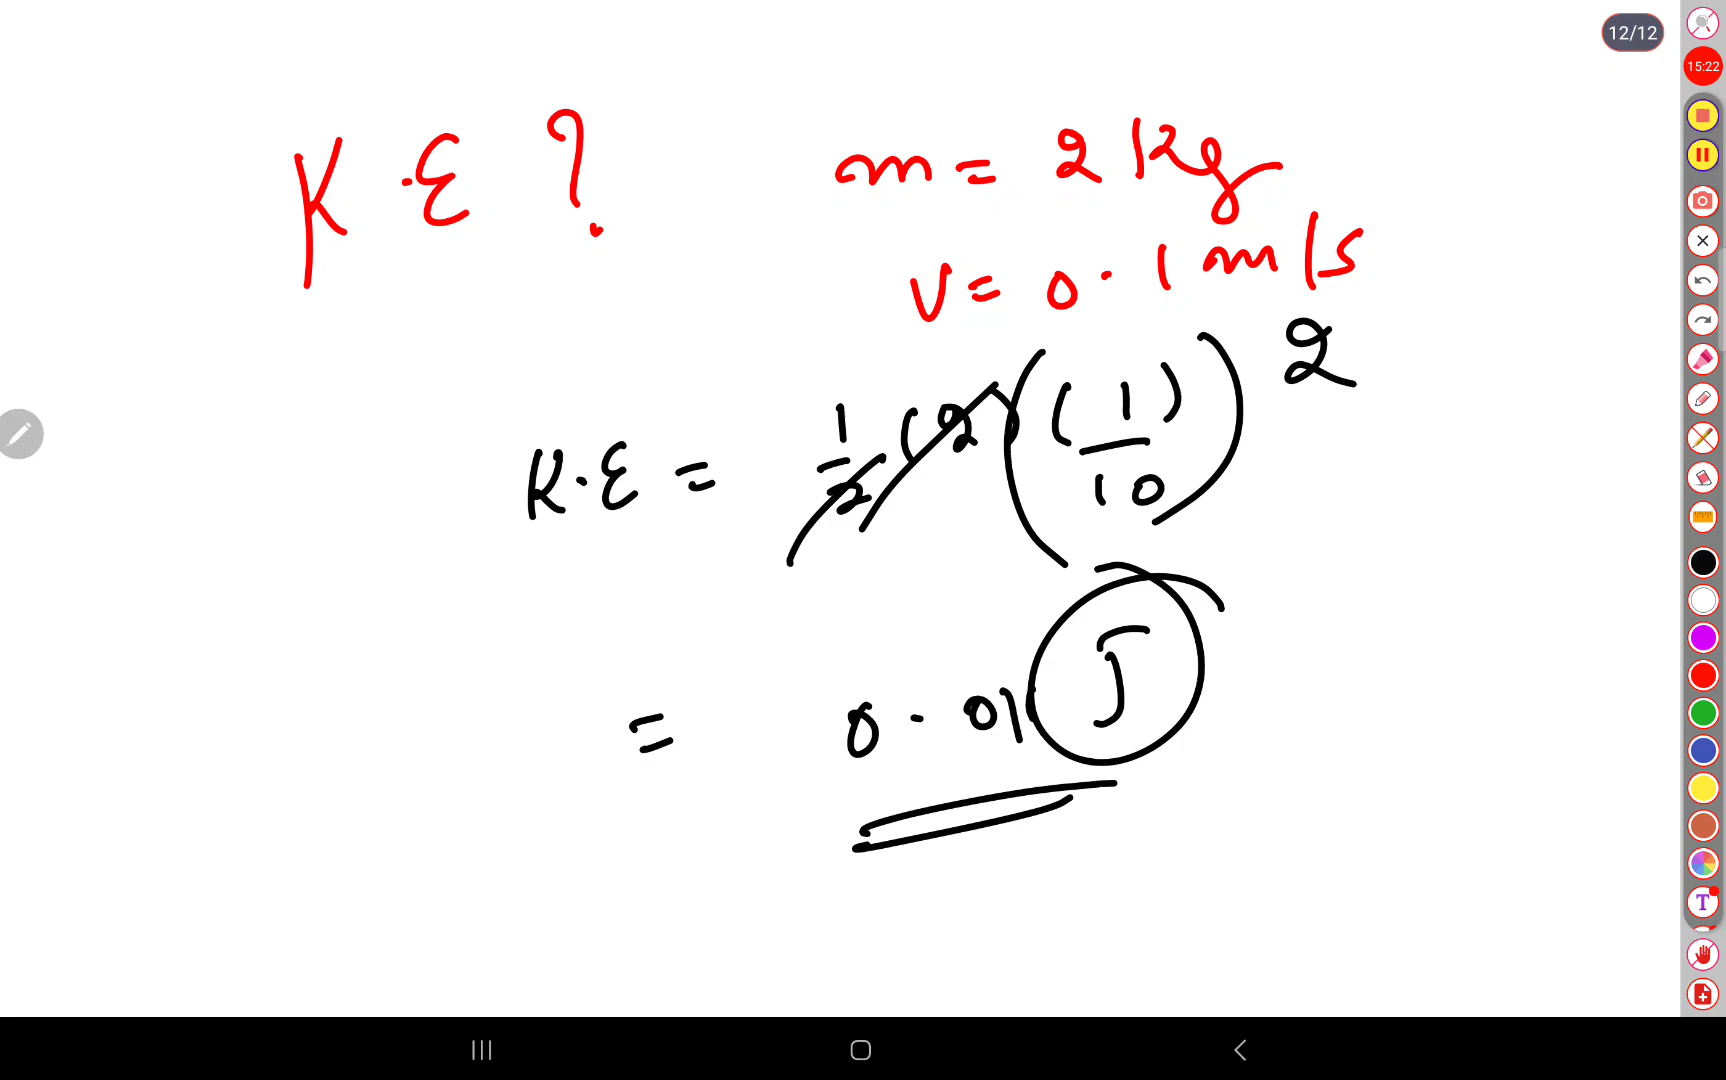 12/12
15:22
K.E ?
m = 2 Kg
v = 0.1 m/s
K.E = 1/2 (2) ((1)/10)2
= 0.01 J
T